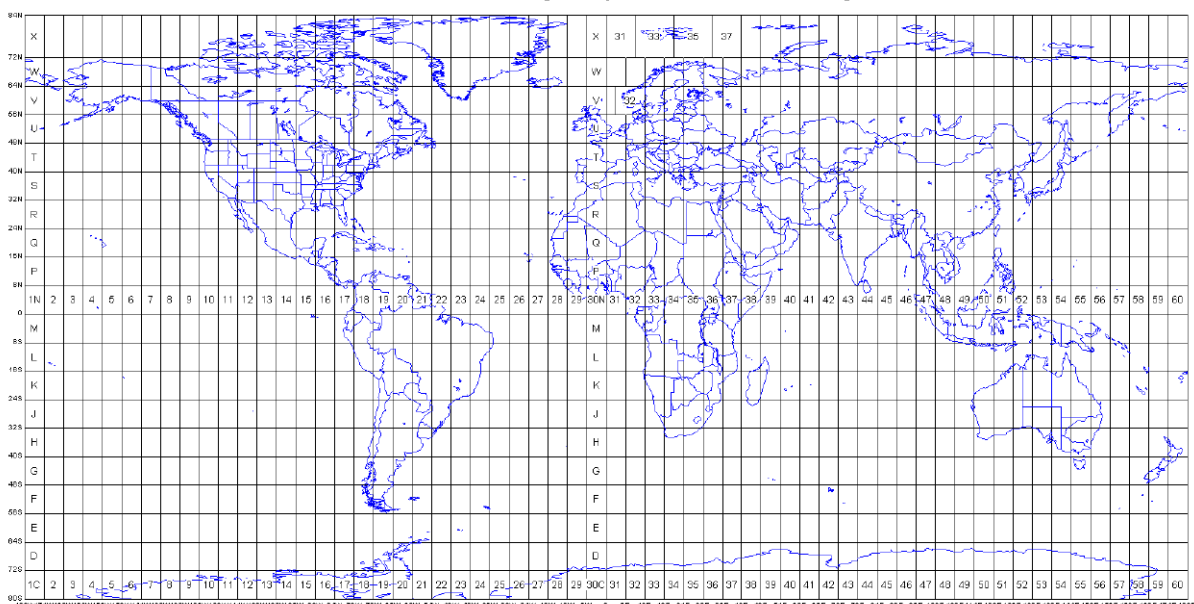 84N
X X 31 33 35 37
72N
W W
64N
V V 32
56N
U U
48N
T T
40N
S S
32N
R R
24N
Q Q
16N
P P
8N
1N 2 3 4 5 6 7 8 9 10 11 12 13 14 15 16 17 18 19 20 21 22 23 24 25 26 27 28 29 30N 31 32 33 34 35 36 37 38 39 40 41 42 43 44 45 46 47 48 49 50 51 52 53 54 55 56 57 58 59 60
0
M M
8S
L L
16S
K K
24S
J J
32S
H H
40S
G G
48S
F F
56S
E E
64S
D D
72S
1C 2 3 4 5 6 7 8 9 10 11 12 13 14 15 16 17 18 19 20 21 22 23 24 25 26 27 28 29 30C 31 32 33 34 35 36 37 38 39 40 41 42 43 44 45 46 47 48 49 50 51 52 53 54 55 56 57 58 59 60
80S